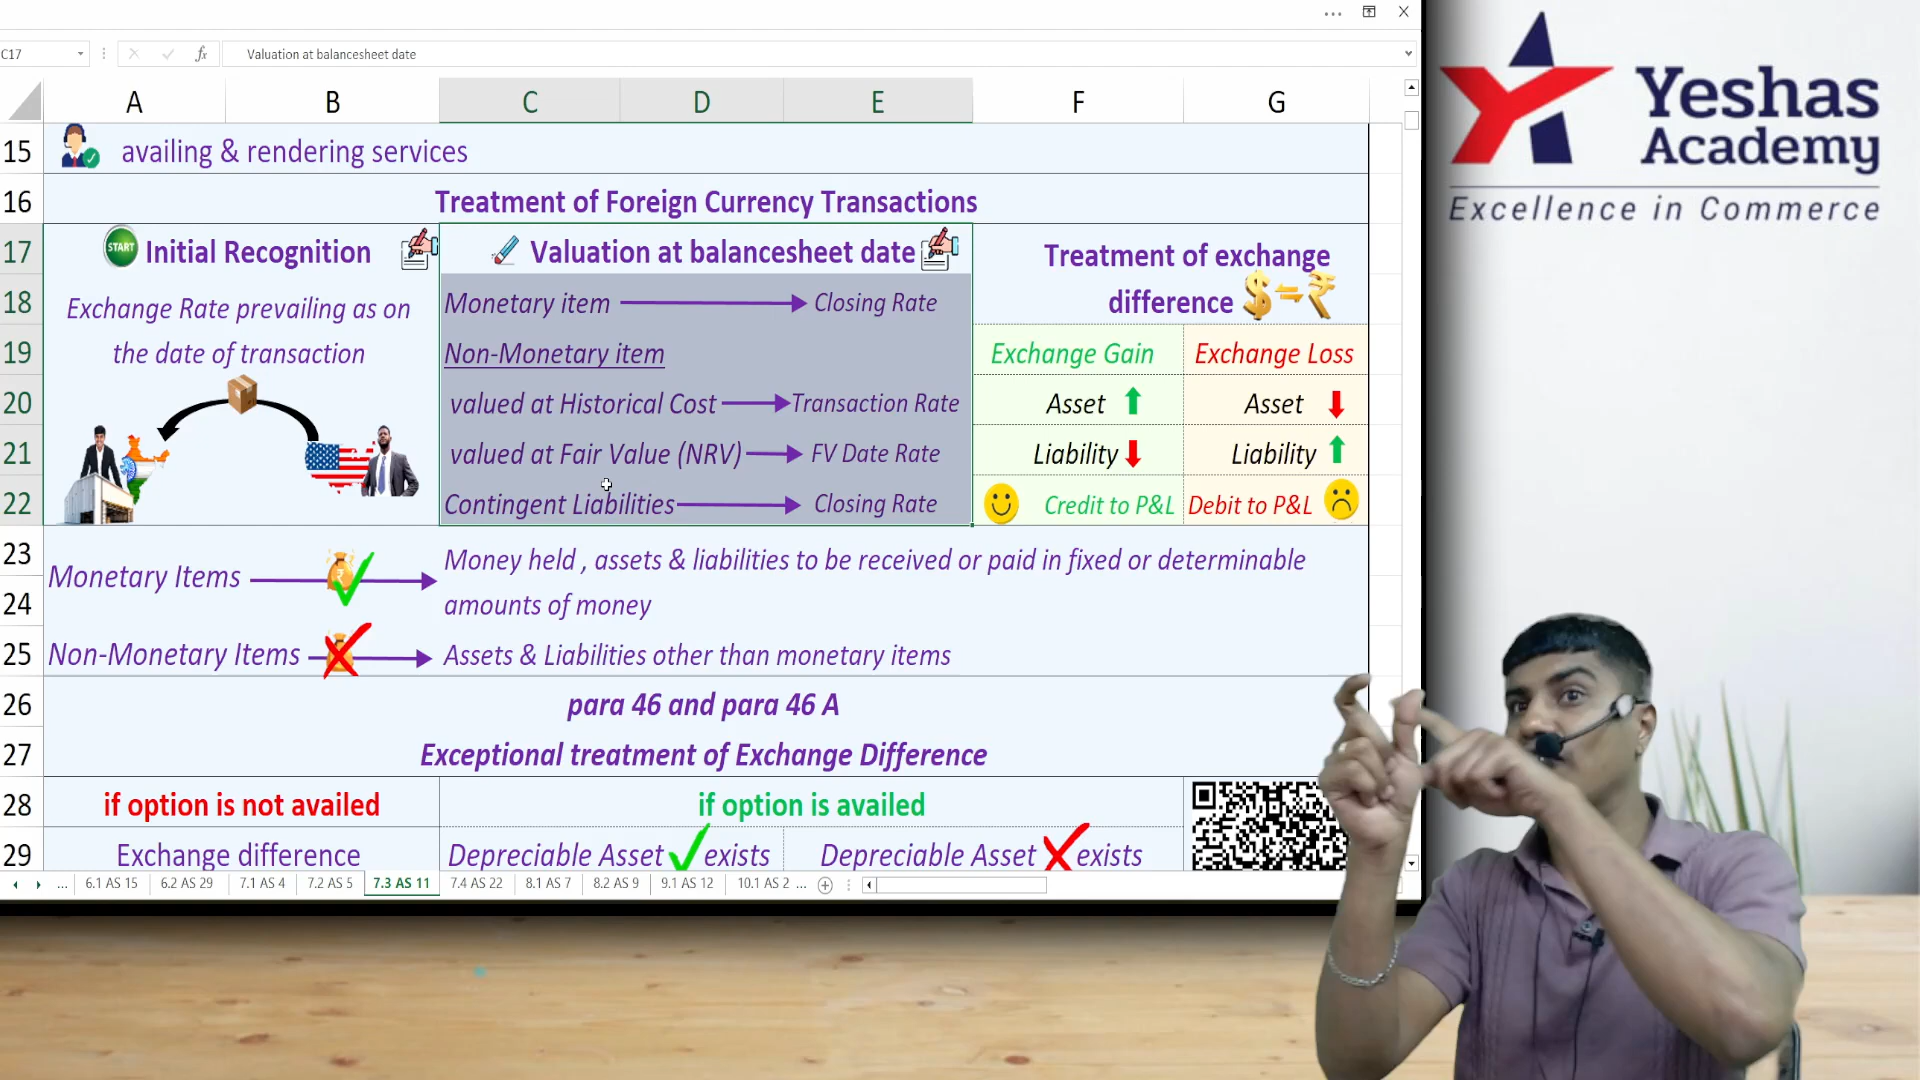 C17
fx
Valuation at balancesheet date
A B C D E F G
15 availing & rendering services
16 Treatment of Foreign Currency Transactions
17 START Initial Recognition
Valuation at balancesheet date
Treatment of exchange
difference $ ⇋ ₹
18 Exchange Rate prevailing as on
Monetary item Closing Rate
19 the date of transaction
Non-Monetary item
Exchange Gain Exchange Loss
20 valued at Historical Cost Transaction Rate
Asset Asset
21 valued at Fair Value (NRV) FV Date Rate
Liability Liability
22 Contingent Liabilities Closing Rate
Credit to P&L Debit to P&L
23 Monetary Items
Money held , assets & liabilities to be received or paid in fixed or determinable
24 amounts of money
25 Non-Monetary Items Assets & Liabilities other than monetary items
26 para 46 and para 46 A
27 Exceptional treatment of Exchange Difference
28 if option is not availed if option is availed
29 Exchange difference Depreciable Asset exists Depreciable Asset exists
... 6.1 AS 15 6.2 AS 29 7.1 AS 4 7.2 AS 5 7.3 AS 11 7.4 AS 22 8.1 AS 7 8.2 AS 9 9.1 AS 12 10.1 AS 2 ...
Yeshas
Academy
Excellence in Commerce